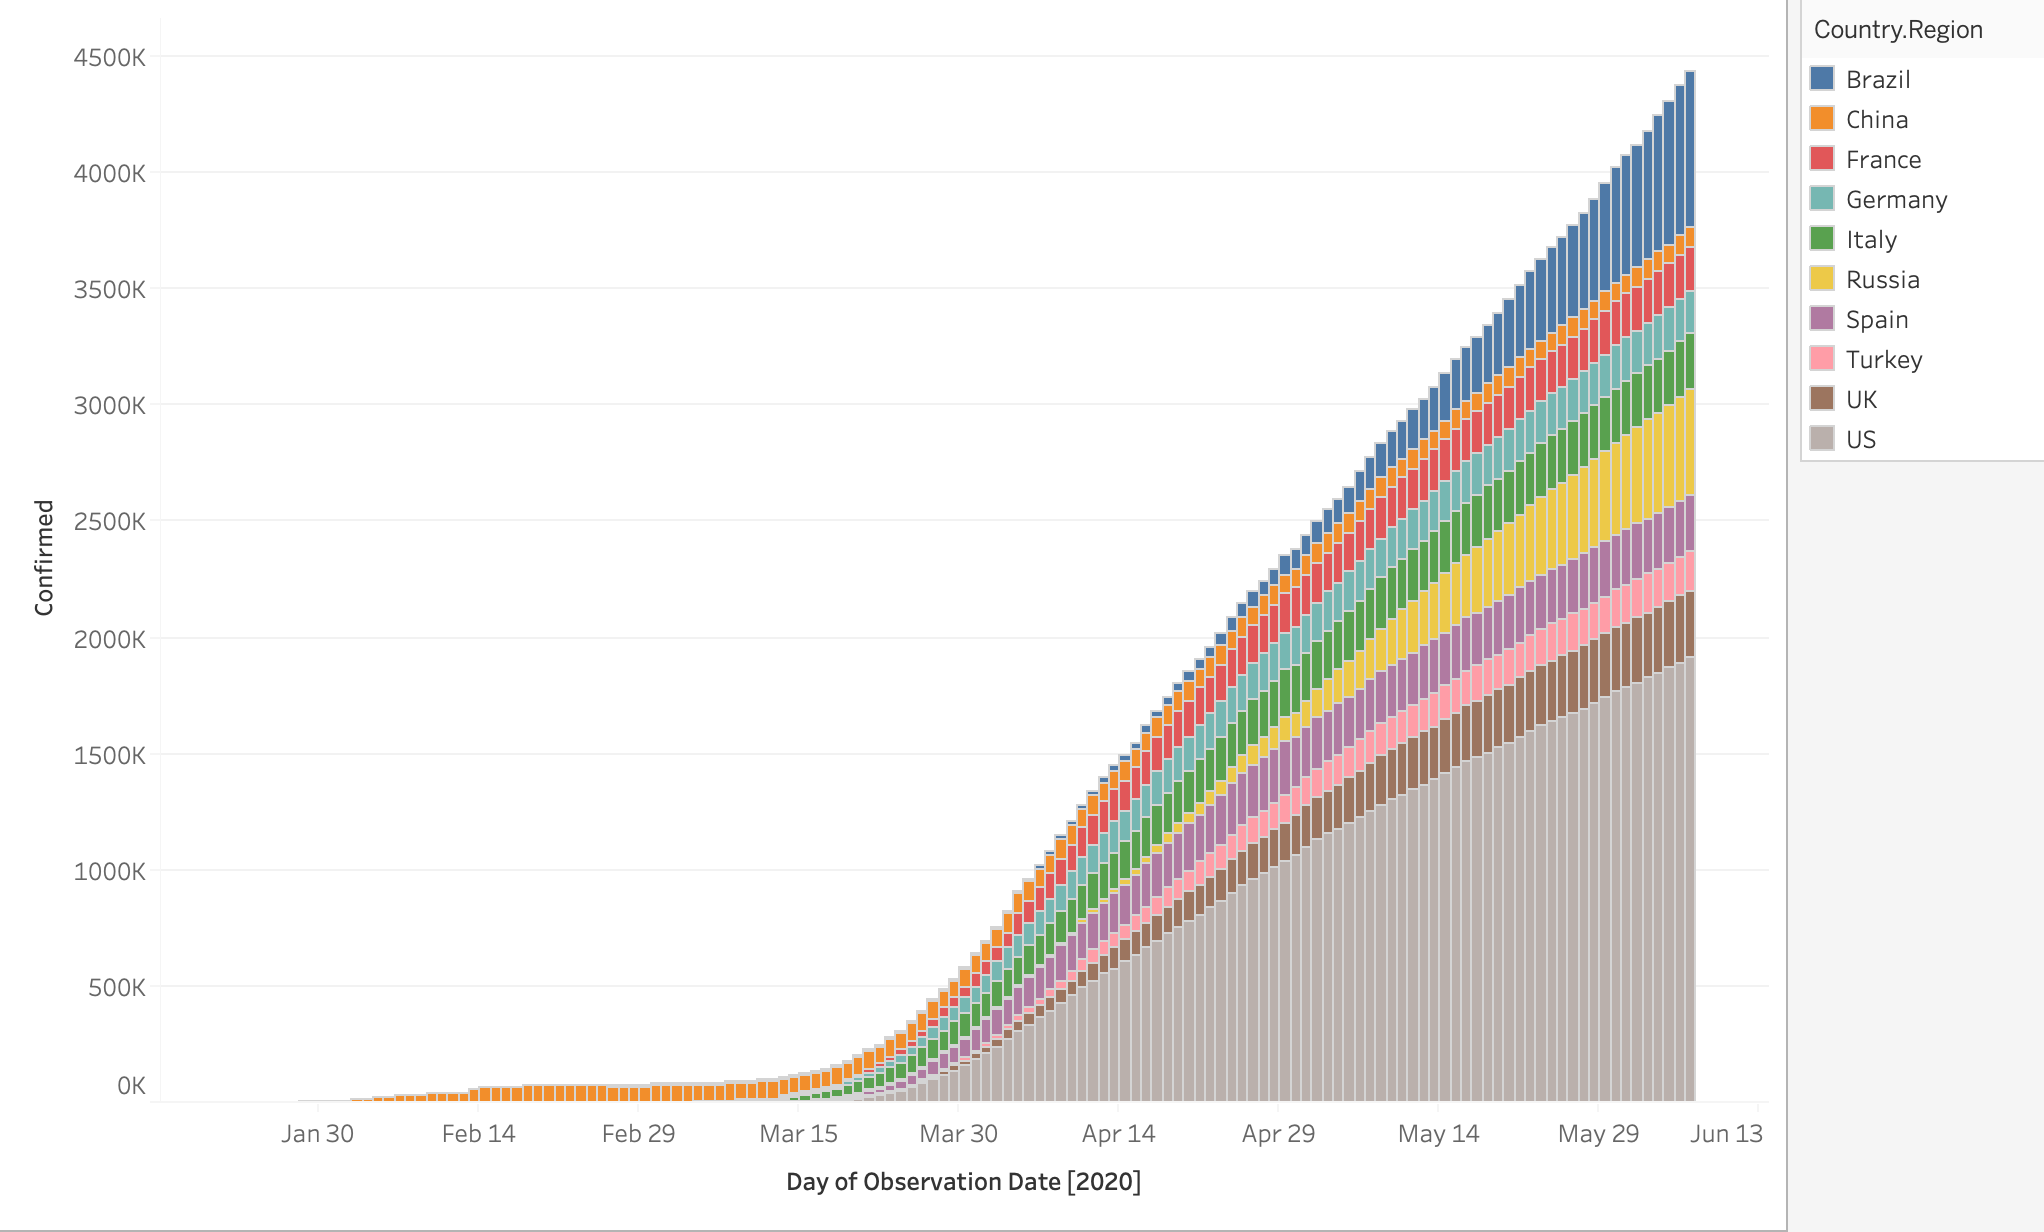 4500K
4000K
3500K
3000K
2500K
2000K
1500K
1000K
500K
0K
Confirmed
Jan 30 Feb 14 Feb 29 Mar 15 Mar 30 Apr 14 Apr 29 May 14 May 29 Jun 13
Day of Observation Date [2020]
Country.Region
Brazil
China
France
Germany
Italy
Russia
Spain
Turkey
UK
US